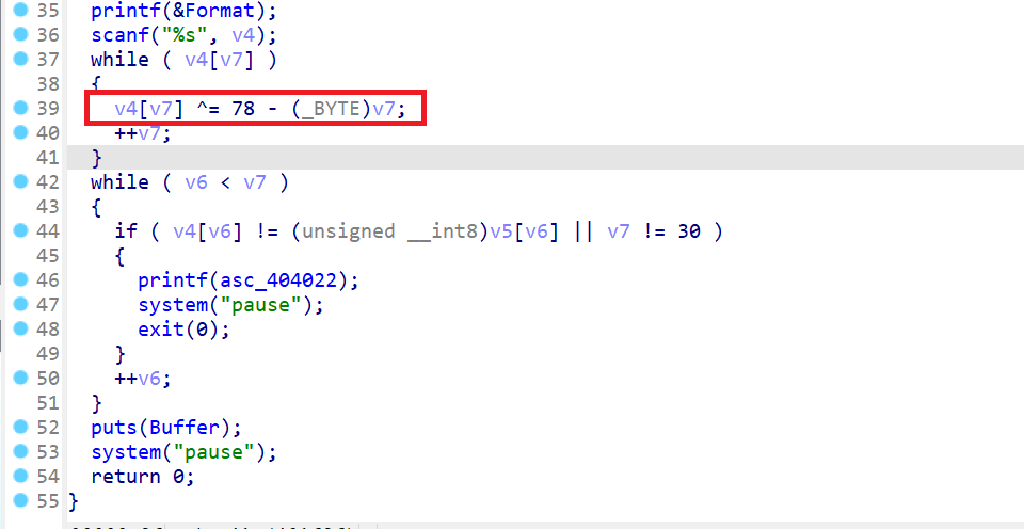 35 printf(&Format);
36 scanf("%s", v4);
37 while ( v4[v7] )
38 {
39 v4[v7] ^= 78 - (_BYTE)v7;
40 ++v7;
41 }
42 while ( v6 < v7 )
43 {
44 if ( v4[v6] != (unsigned __int8)v5[v6] || v7 != 30 )
45 {
46 printf(asc_404022);
47 system("pause");
48 exit(0);
49 }
50 ++v6;
51 }
52 puts(Buffer);
53 system("pause");
54 return 0;
55 }